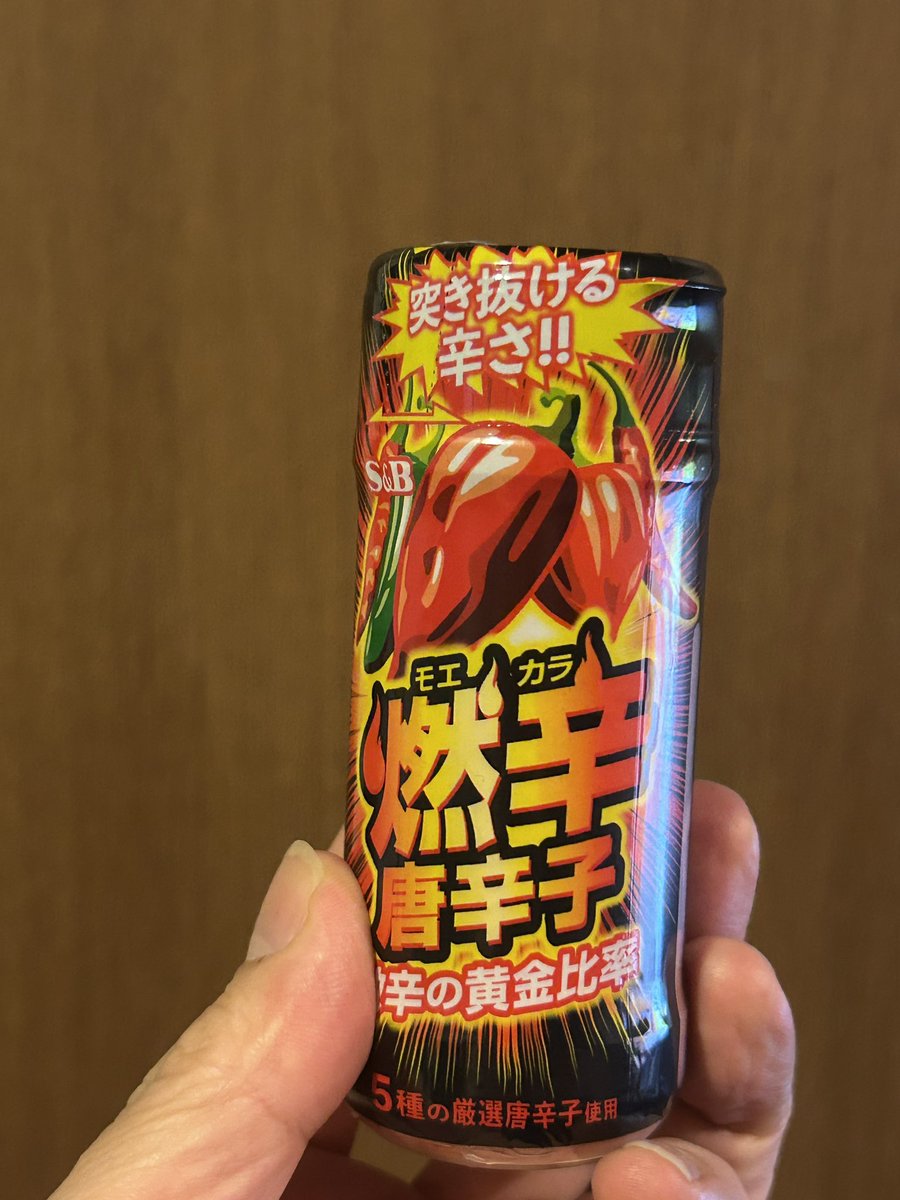 突き抜ける
辛さ!!
S&B
モエ カラ
燃辛
唐辛子
辛の黄金比率
5種の厳選唐辛子使用